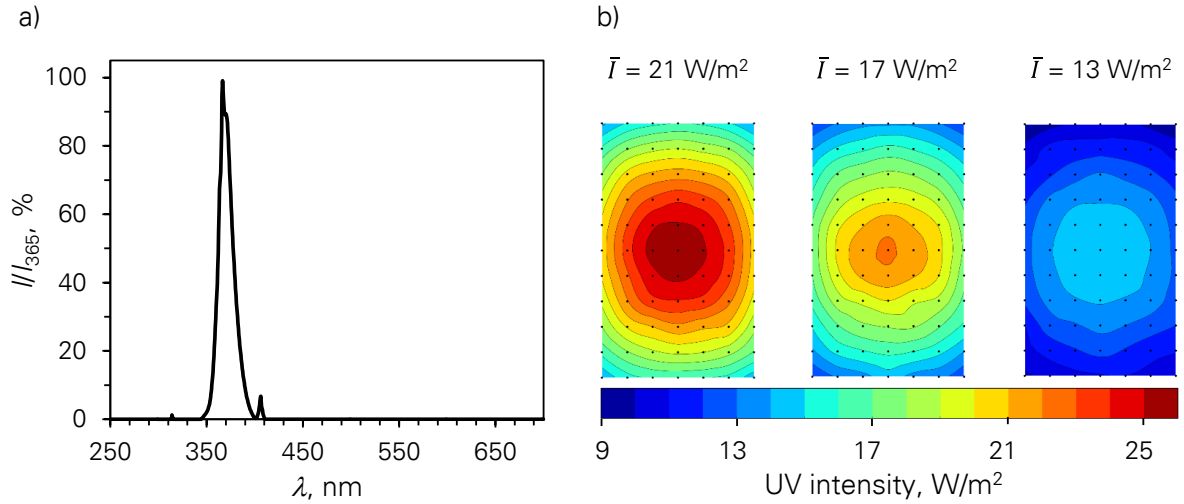 a)
100
80
60
40
20
0
I/I₃₆₅, %
250 350 450 550 650
λ, nm
b)
Ī = 21 W/m² Ī = 17 W/m² Ī = 13 W/m²
9 13 17 21 25
UV intensity, W/m²